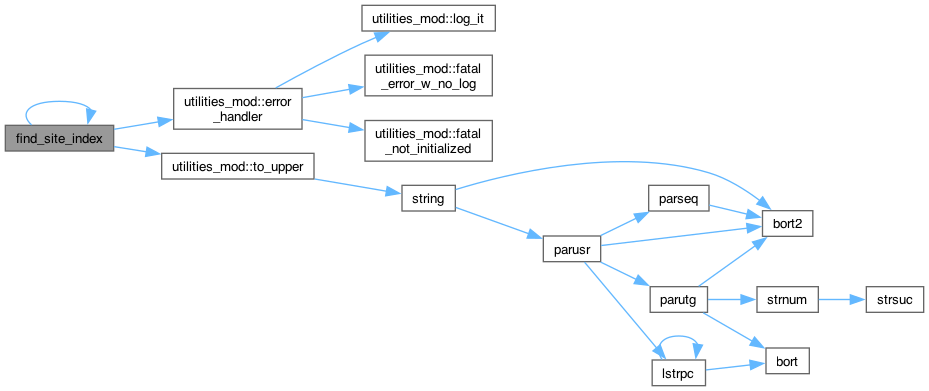 utilities_mod::log_it
utilities_mod::fatal
_error_w_no_log
utilities_mod::error
_handler
find_site_index
utilities_mod::fatal
_not_initialized
utilities_mod::to_upper
string
parseq
bort2
parusr
parutg
strnum
strsuc
lstrpc
bort